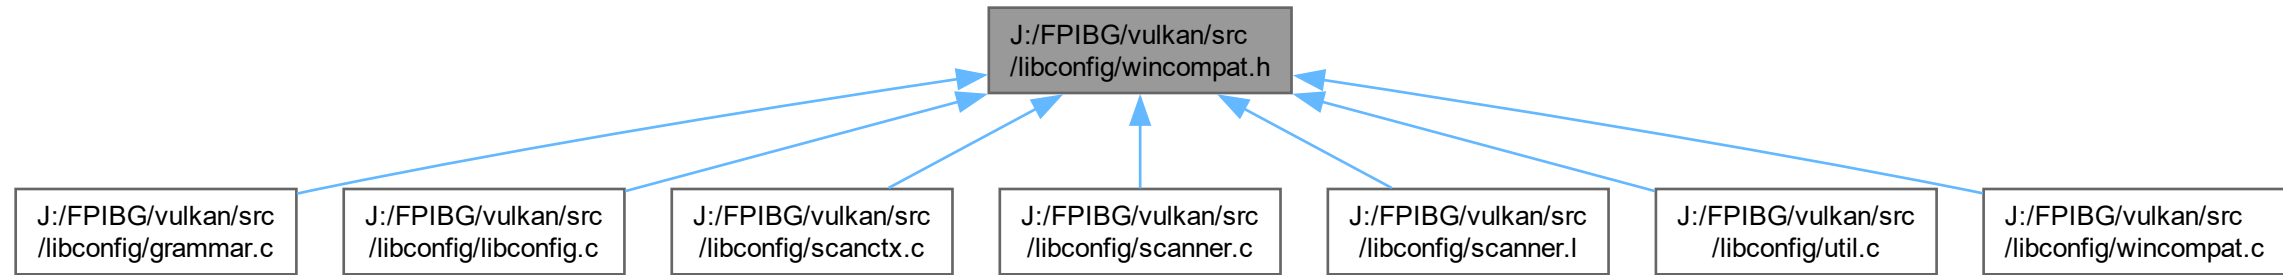 J:/FPIBG/vulkan/src
/libconfig/wincompat.h
J:/FPIBG/vulkan/src
/libconfig/grammar.c
J:/FPIBG/vulkan/src
/libconfig/libconfig.c
J:/FPIBG/vulkan/src
/libconfig/scanctx.c
J:/FPIBG/vulkan/src
/libconfig/scanner.c
J:/FPIBG/vulkan/src
/libconfig/scanner.l
J:/FPIBG/vulkan/src
/libconfig/util.c
J:/FPIBG/vulkan/src
/libconfig/wincompat.c